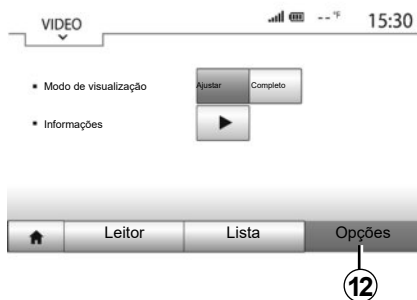 VIDEO
-- °F 15:30
Modo de visualização Ajustar Completo
Informações
Leitor Lista Opções
12